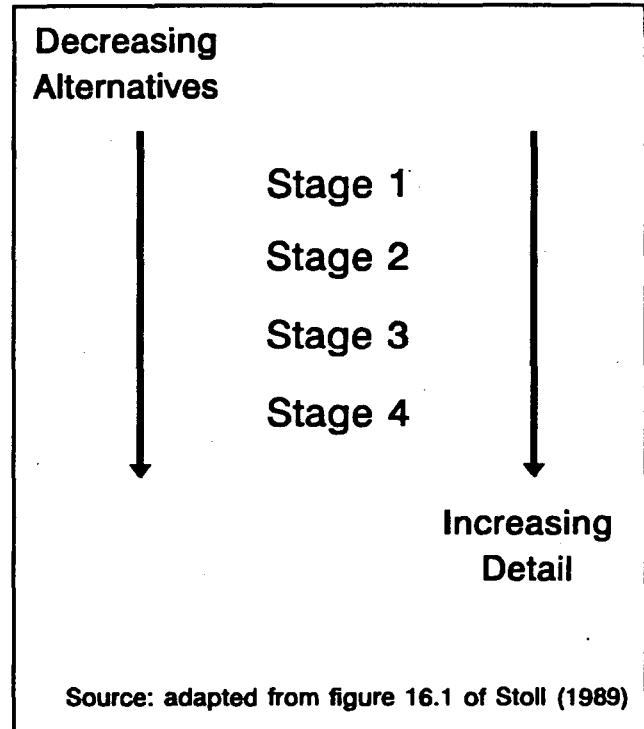 Decreasing
Alternatives
Stage 1
Stage 2
Stage 3
Stage 4
Increasing
Detail
Source: adapted from figure 16.1 of Stoll (1989)